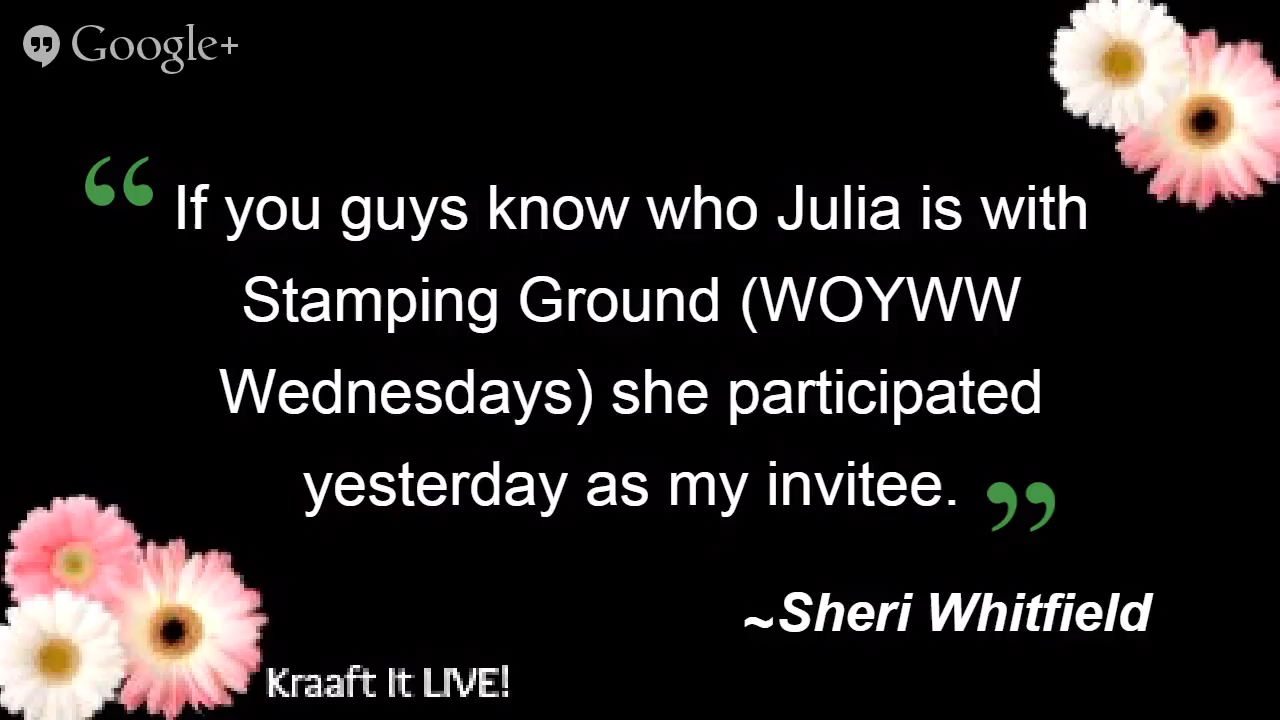 Google+
“ If you guys know who Julia is with
Stamping Ground (WOYWW
Wednesdays) she participated
yesterday as my invitee. ”
~Sheri Whitfield
Kraaft It LIVE!